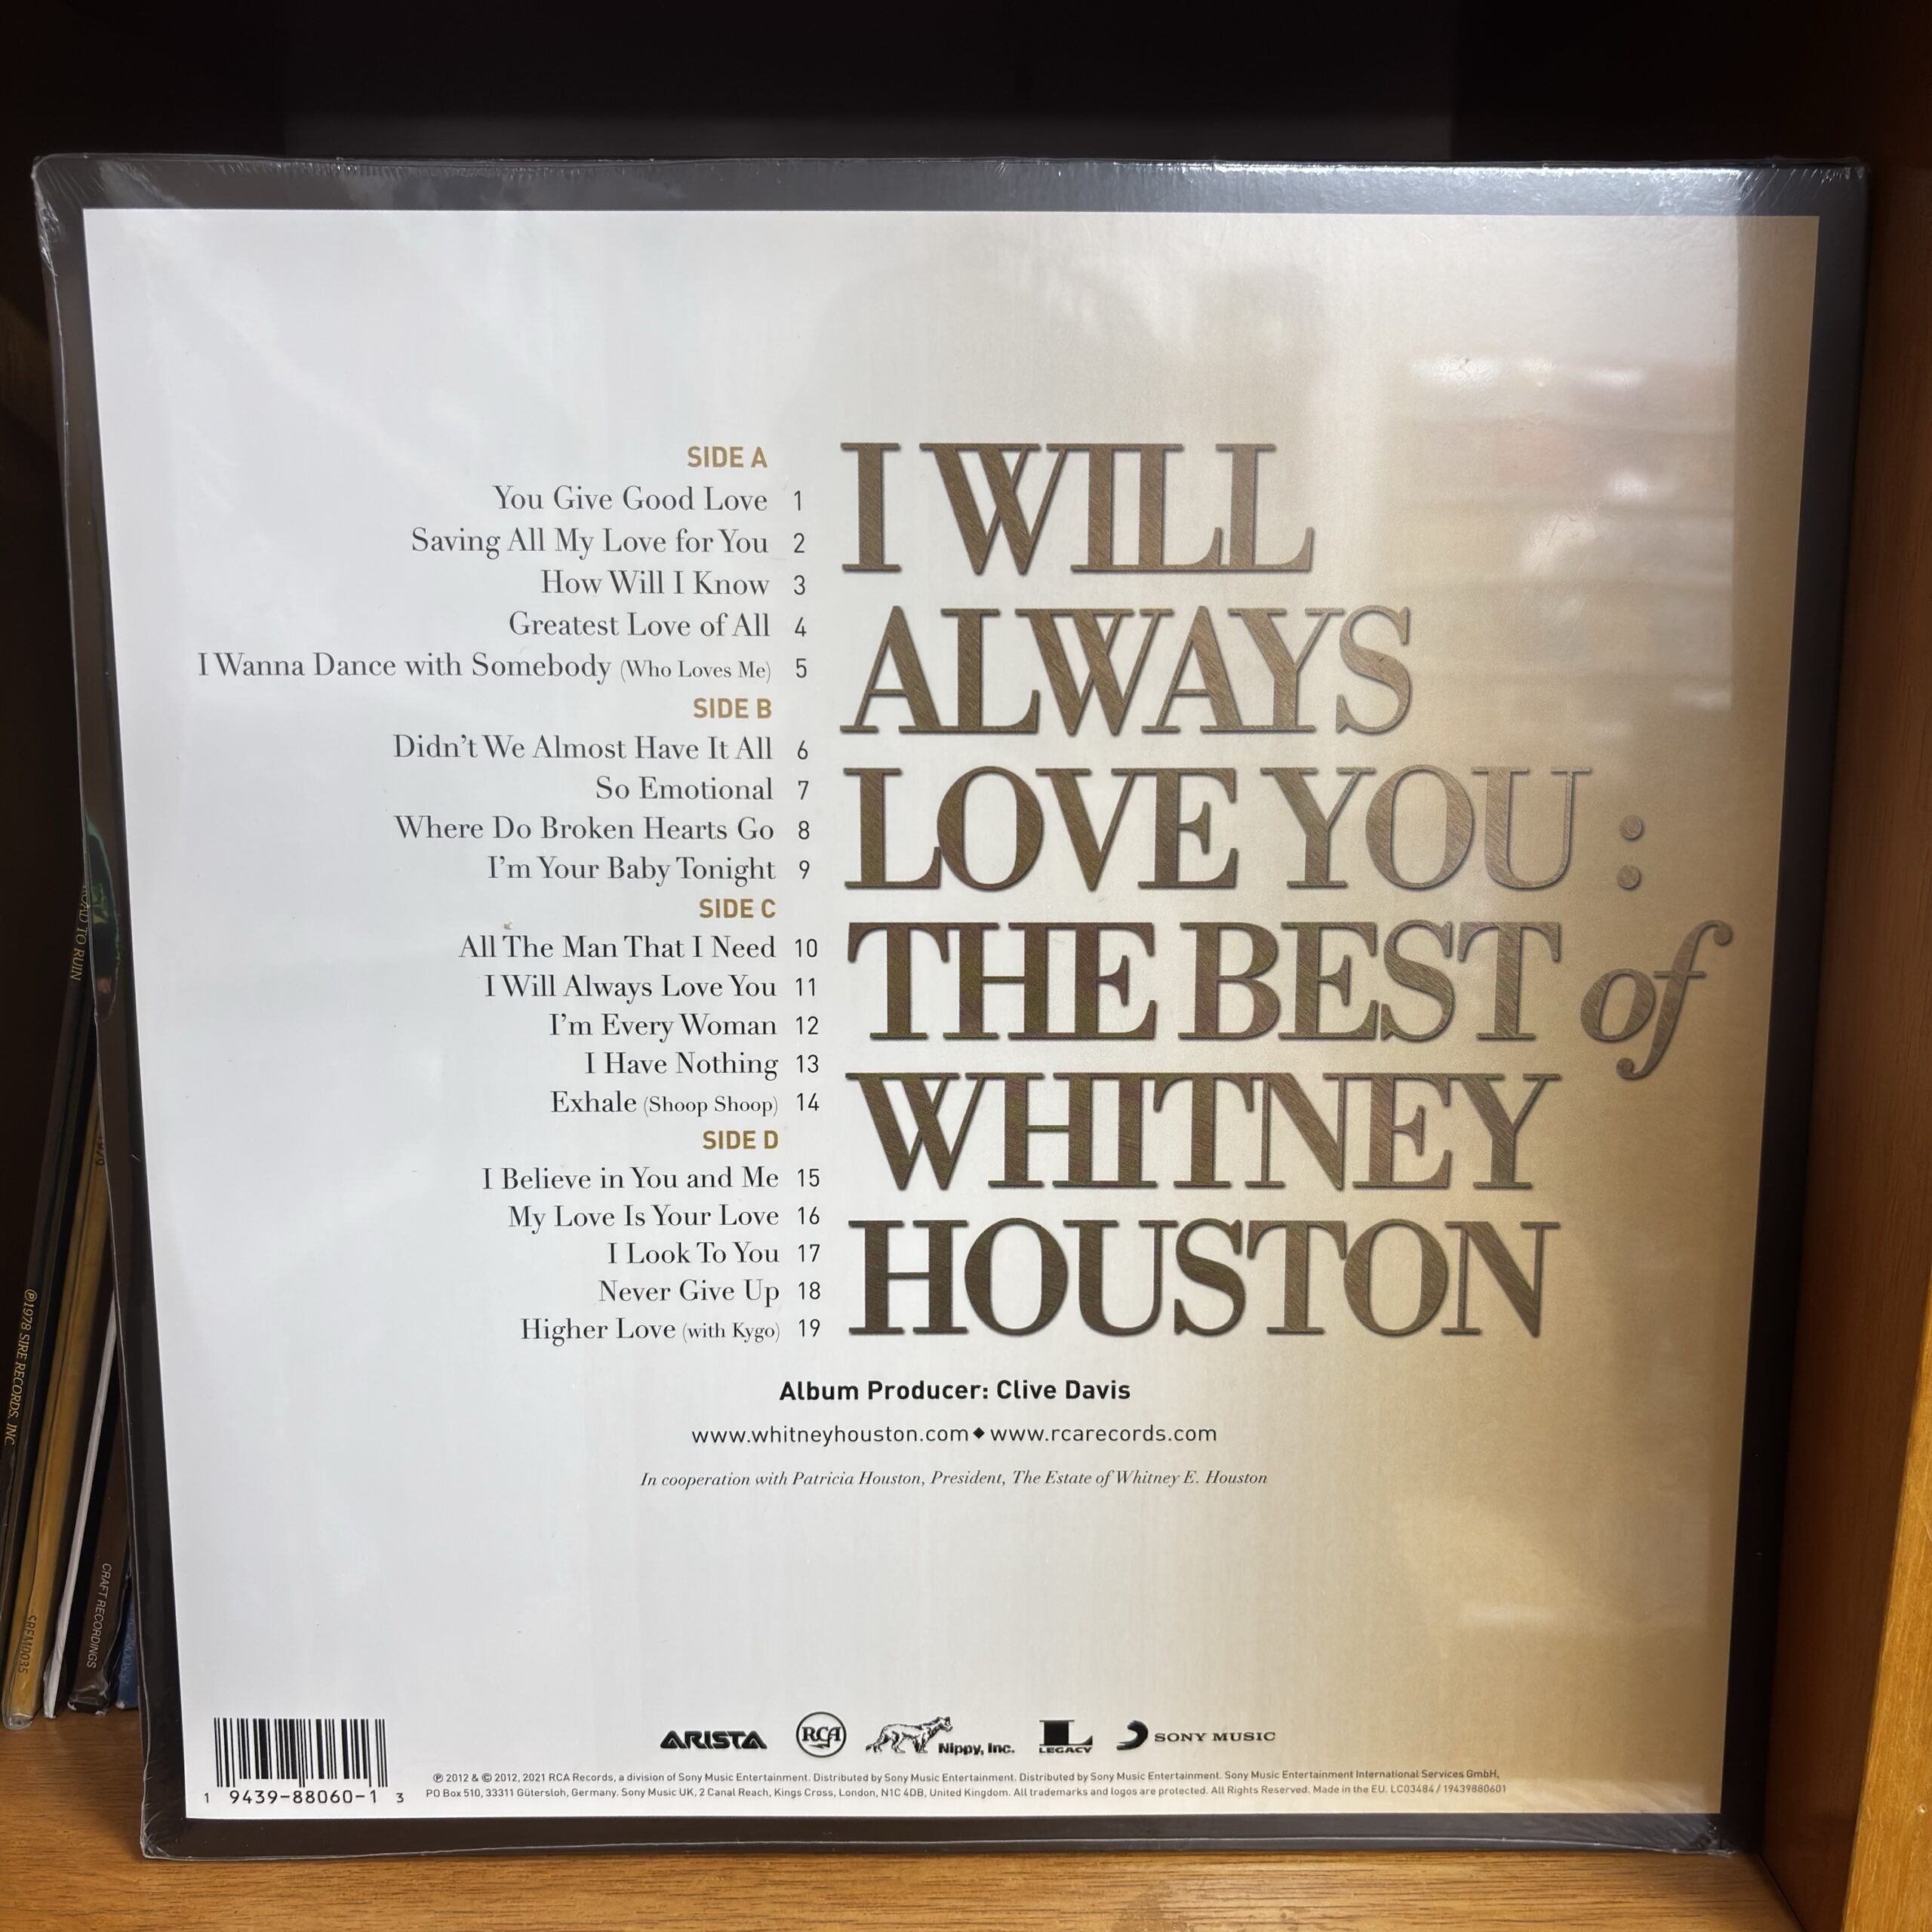 SIDE A
You Give Good Love 1
Saving All My Love for You 2
How Will I Know 3
Greatest Love of All 4
I Wanna Dance with Somebody (Who Loves Me) 5
SIDE B
Didn't We Almost Have It All 6
So Emotional 7
Where Do Broken Hearts Go 8
I'm Your Baby Tonight 9
SIDE C
All The Man That I Need 10
I Will Always Love You 11
I'm Every Woman 12
I Have Nothing 13
Exhale (Shoop Shoop) 14
SIDE D
I Believe in You and Me 15
My Love Is Your Love 16
I Look To You 17
Never Give Up 18
Higher Love (with Kygo) 19
I WILL
ALWAYS
LOVE YOU:
THE BEST of
WHITNEY
HOUSTON
Album Producer: Clive Davis
www.whitneyhouston.com◆www.rcarecords.com
In cooperation with Patricia Houston, President, The Estate of Whitney E. Houston
ARISTA RCA Nippy, Inc. L LEGACY SONY MUSIC
℗ 2012 & © 2012, 2021 RCA Records, a division of Sony Music Entertainment. Distributed by Sony Music Entertainment. Distributed by Sony Music Entertainment. Sony Music Entertainment International Services GmbH,
PO Box 510, 33311 Gütersloh, Germany. Sony Music UK, 2 Canal Reach, Kings Cross, London, N1C 4DB, United Kingdom. All trademarks and logos are protected. All Rights Reserved. Made in the EU. LC03484 / 19439880601
1 9439-88060-1 3
ROAD TO RUIN
℗1978 SIRE RECORDS, INC
SREM0035
CRAFT RECORDINGS